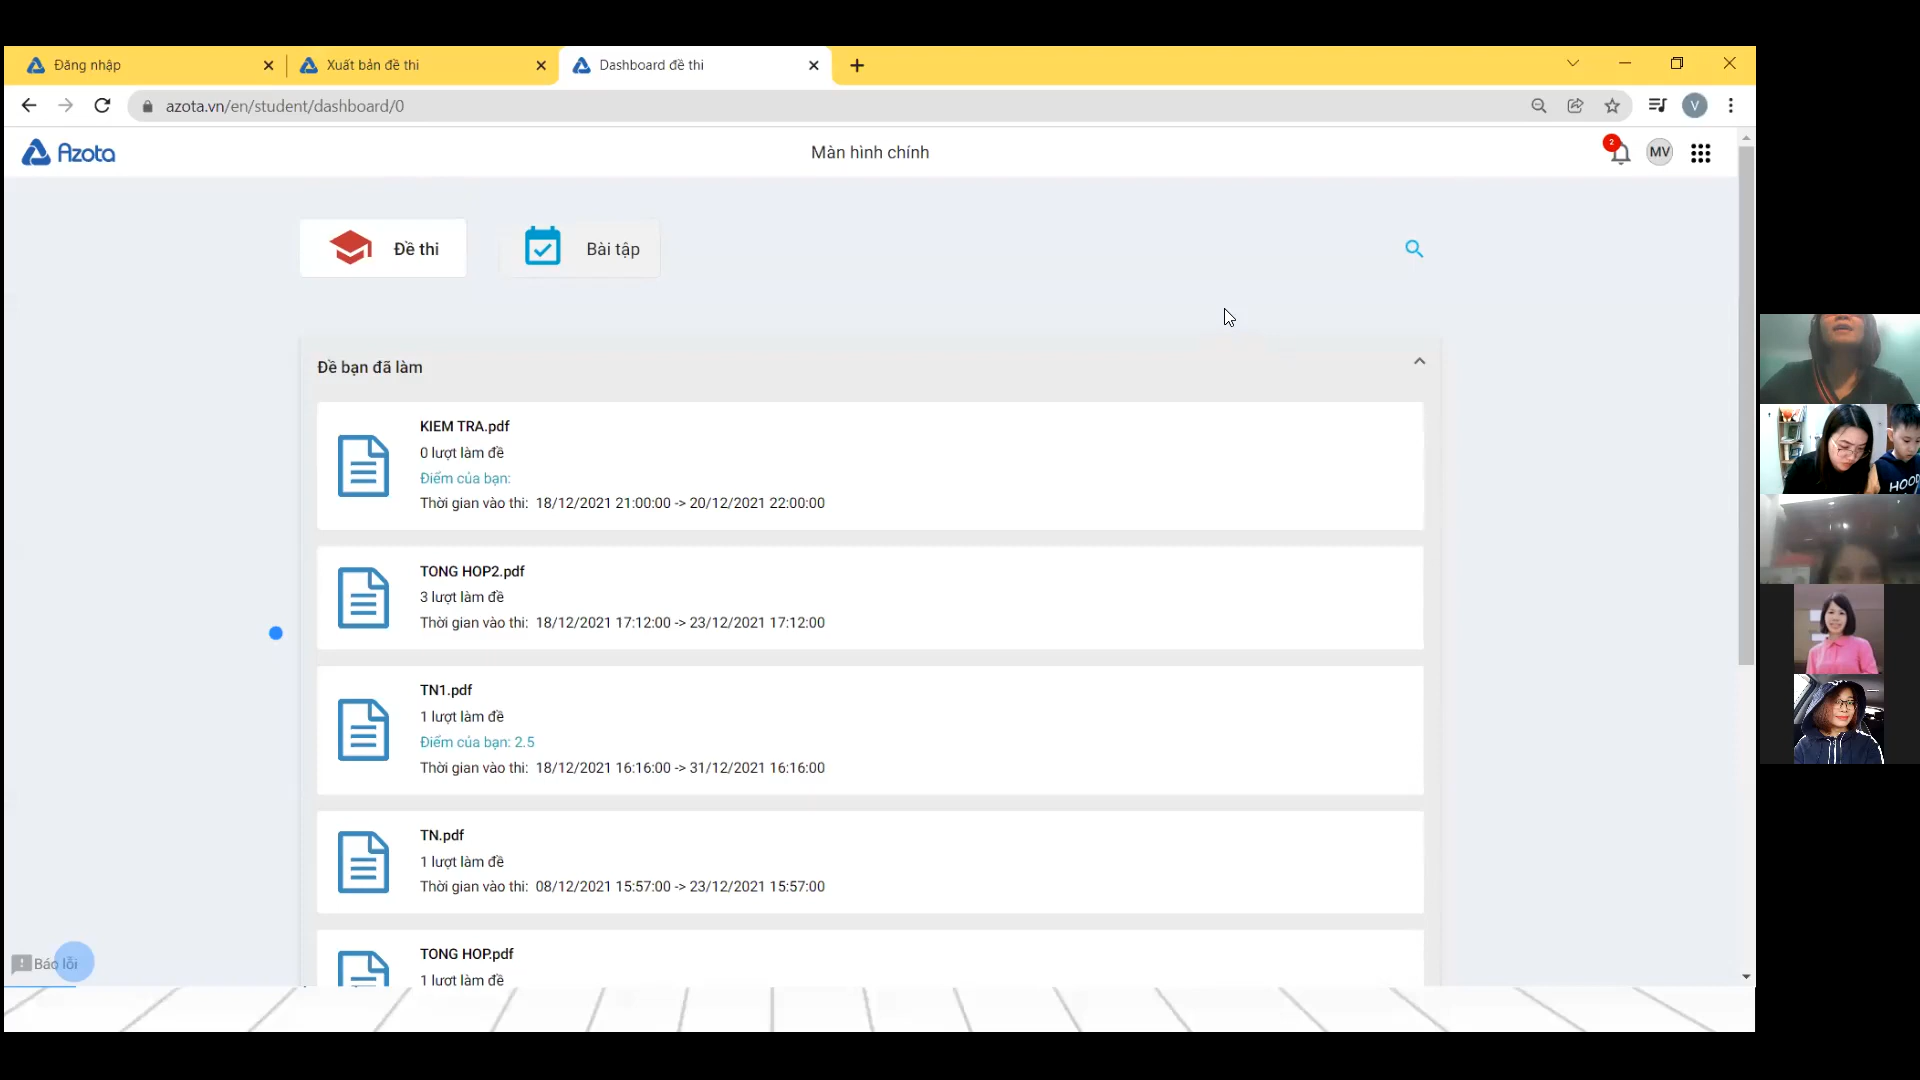 Đăng nhập
Xuất bản đề thi
Dashboard đề thi
azota.vn/en/student/dashboard/0
V
Azota
Màn hình chính
2
MV
Đề thi
Bài tập
Đề bạn đã làm
KIEM TRA.pdf
0 lượt làm đề
Điểm của bạn:
Thời gian vào thi: 18/12/2021 21:00:00 -> 20/12/2021 22:00:00
TONG HOP2.pdf
3 lượt làm đề
Thời gian vào thi: 18/12/2021 17:12:00 -> 23/12/2021 17:12:00
TN1.pdf
1 lượt làm đề
Điểm của bạn: 2.5
Thời gian vào thi: 18/12/2021 16:16:00 -> 31/12/2021 16:16:00
TN.pdf
1 lượt làm đề
Thời gian vào thi: 08/12/2021 15:57:00 -> 23/12/2021 15:57:00
TONG HOP.pdf
1 lượt làm đề
Báo lỗi
HOOD